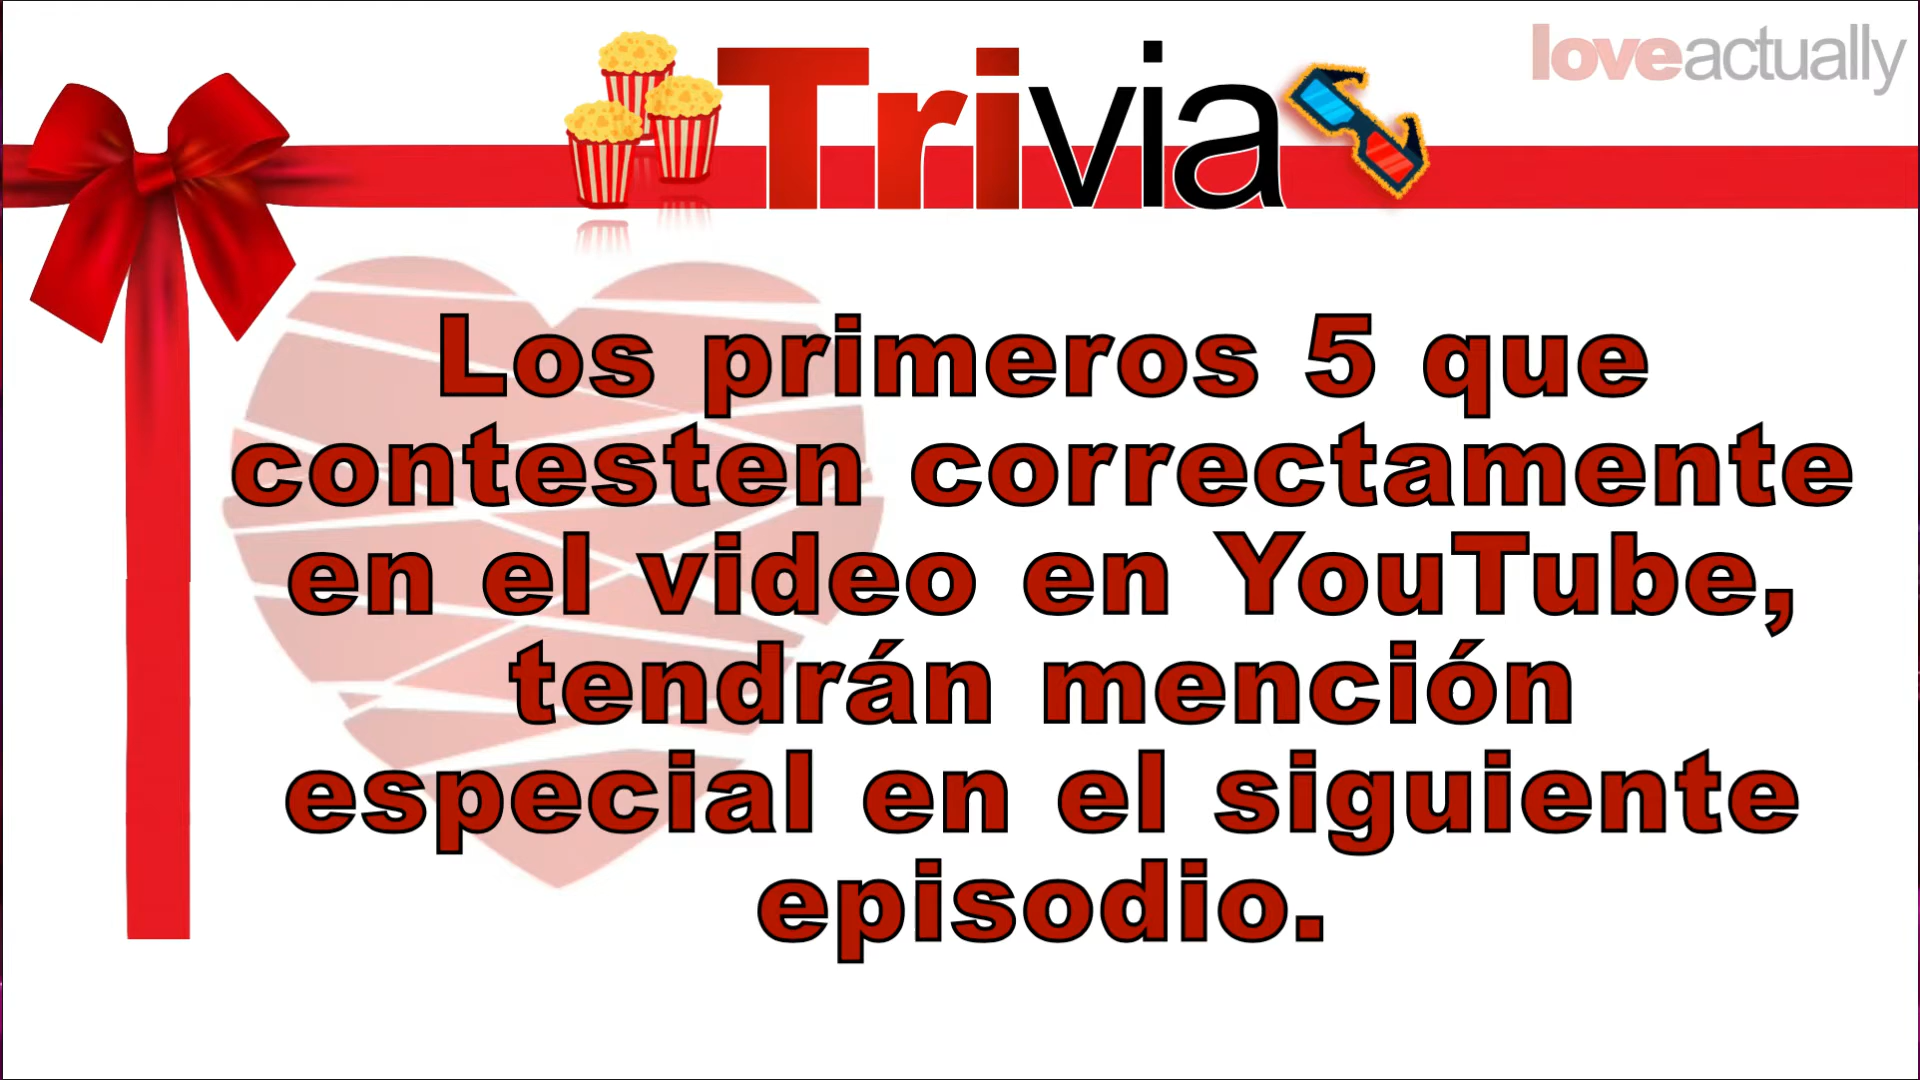 loveactually
Trivia
Los primeros 5 que
contesten correctamente
en el video en YouTube,
tendrán mención
especial en el siguiente
episodio.